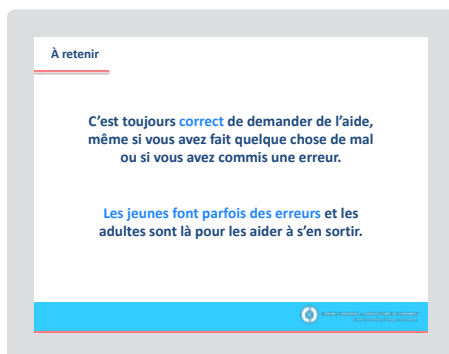 À retenir
C’est toujours correct de demander de l’aide,
même si vous avez fait quelque chose de mal
ou si vous avez commis une erreur.
Les jeunes font parfois des erreurs et les
adultes sont là pour les aider à s’en sortir.